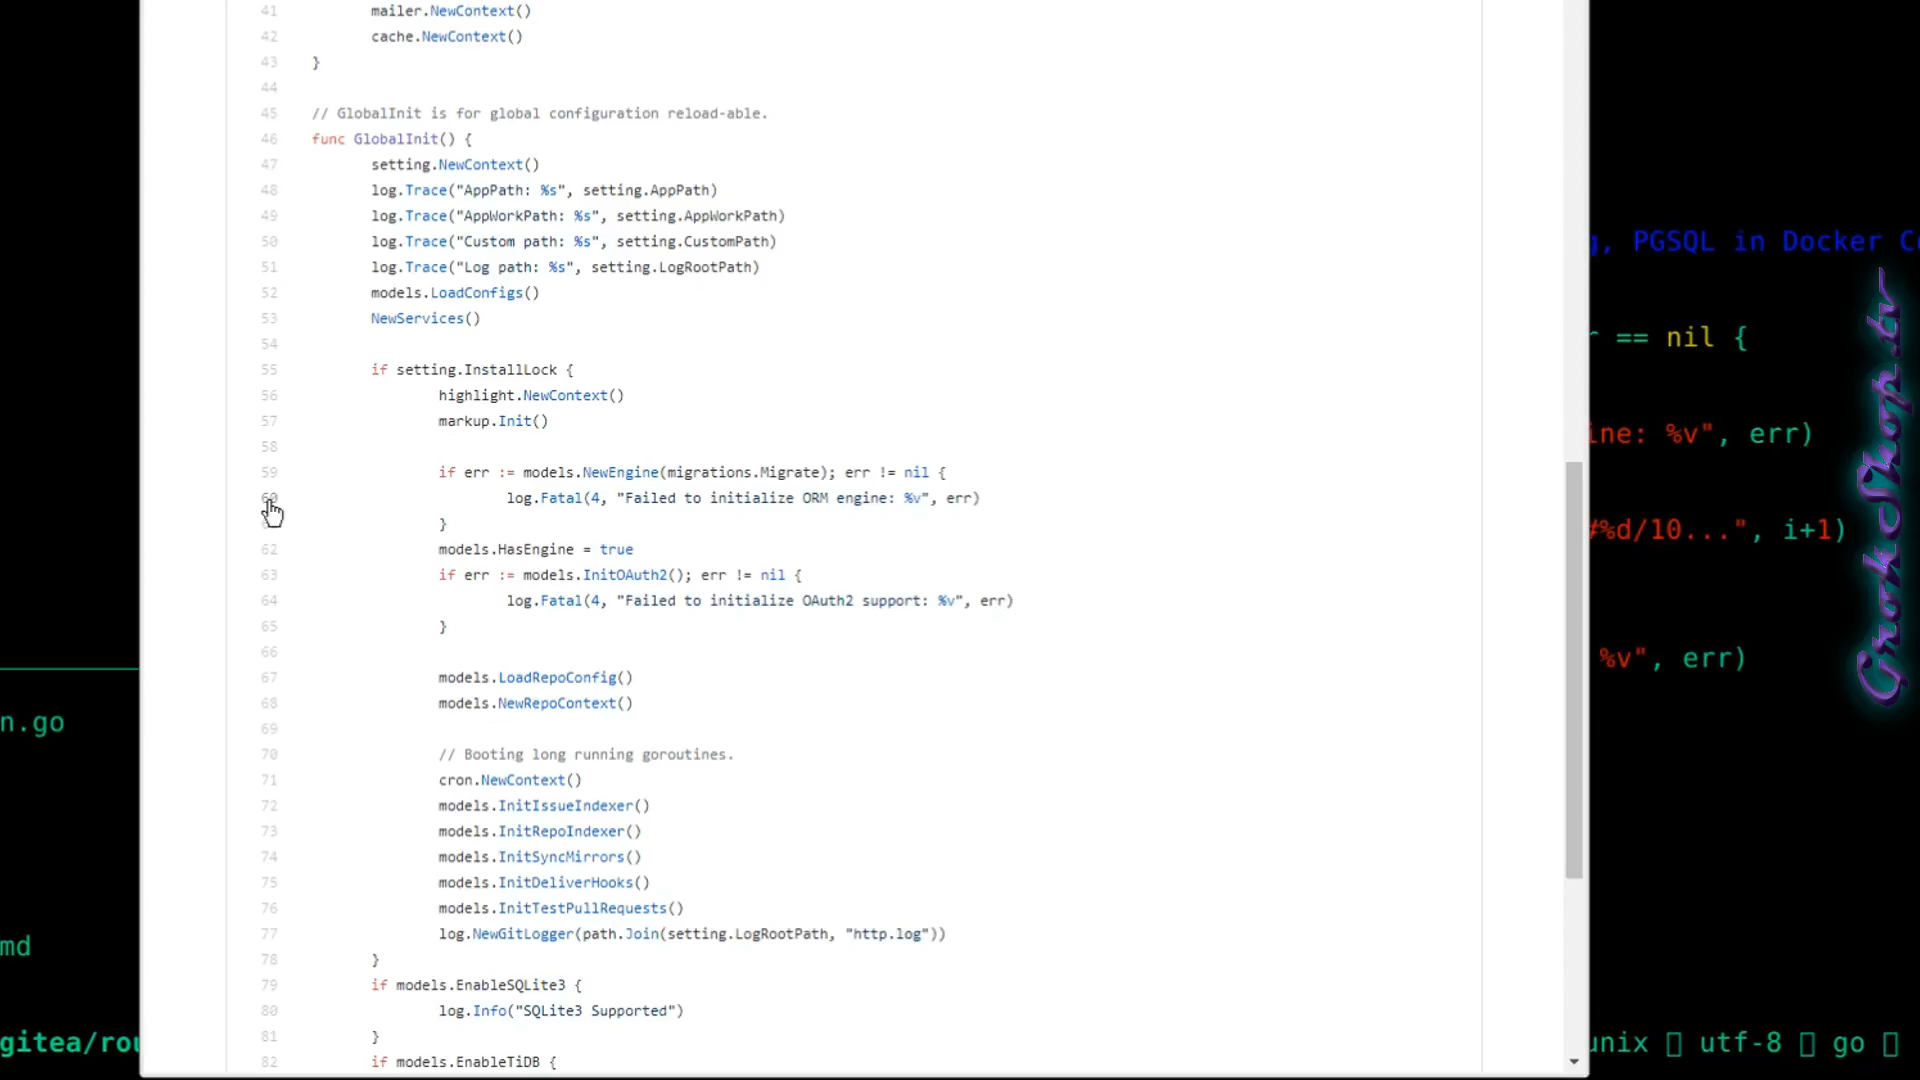 41 mailer.NewContext()
42 cache.NewContext()
43 }
44
45 // GlobalInit is for global configuration reload-able.
46 func GlobalInit() {
47 setting.NewContext()
48 log.Trace("AppPath: %s", setting.AppPath)
49 log.Trace("AppWorkPath: %s", setting.AppWorkPath)
50 log.Trace("Custom path: %s", setting.CustomPath)
51 log.Trace("Log path: %s", setting.LogRootPath)
52 models.LoadConfigs()
53 NewServices()
54
55 if setting.InstallLock {
56 highlight.NewContext()
57 markup.Init()
58
59 if err := models.NewEngine(migrations.Migrate); err != nil {
60 log.Fatal(4, "Failed to initialize ORM engine: %v", err)
}
62 models.HasEngine = true
63 if err := models.InitOAuth2(); err != nil {
64 log.Fatal(4, "Failed to initialize OAuth2 support: %v", err)
65 }
66
67 models.LoadRepoConfig()
68 models.NewRepoContext()
69
70 // Booting long running goroutines.
71 cron.NewContext()
72 models.InitIssueIndexer()
73 models.InitRepoIndexer()
74 models.InitSyncMirrors()
75 models.InitDeliverHooks()
76 models.InitTestPullRequests()
77 log.NewGitLogger(path.Join(setting.LogRootPath, "http.log"))
78 }
79 if models.EnableSQLite3 {
80 log.Info("SQLite3 Supported")
81 }
82 if models.EnableTiDB {
n.go
md
gitea/rou
, PGSQL in Docker Co
== nil {
ine: %v", err)
#%d/10...", i+1)
%v", err)
unix utf-8 go
GrokShop.tv